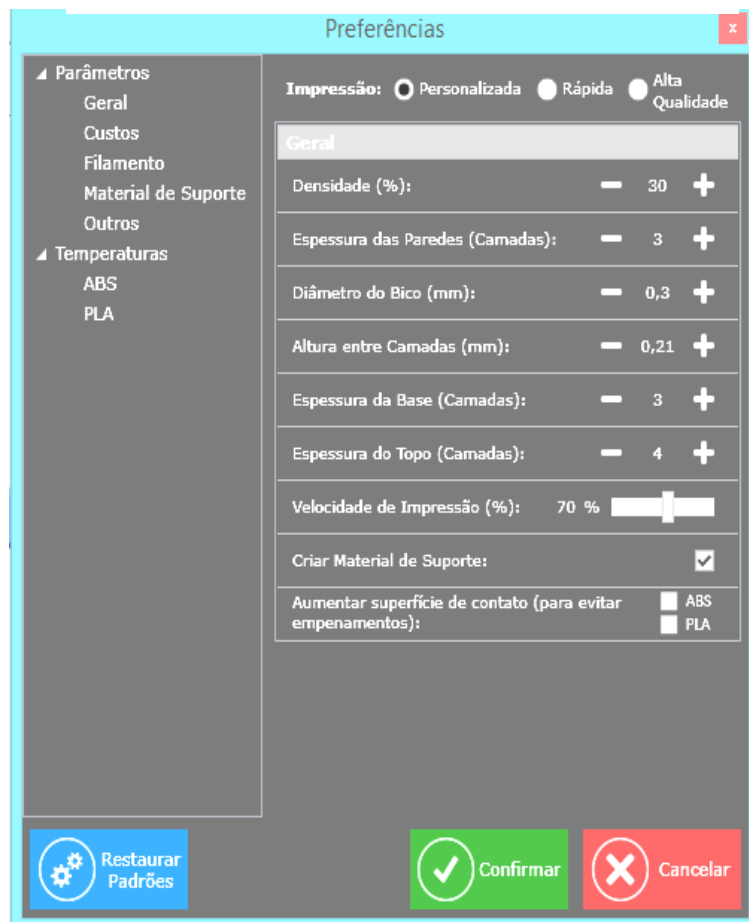 Preferências
x
Parâmetros
Geral
Custos
Filamento
Material de Suporte
Outros
Temperaturas
ABS
PLA
Impressão: Personalizada Rápida Alta
Qualidade
Geral
Densidade (%): 30
Espessura das Paredes (Camadas): 3
Diâmetro do Bico (mm): 0,3
Altura entre Camadas (mm): 0,21
Espessura da Base (Camadas): 3
Espessura do Topo (Camadas): 4
Velocidade de Impressão (%): 70 %
Criar Material de Suporte:
Aumentar superfície de contato (para evitar ABS
empenamentos): PLA
Restaurar
Padrões
Confirmar
Cancelar